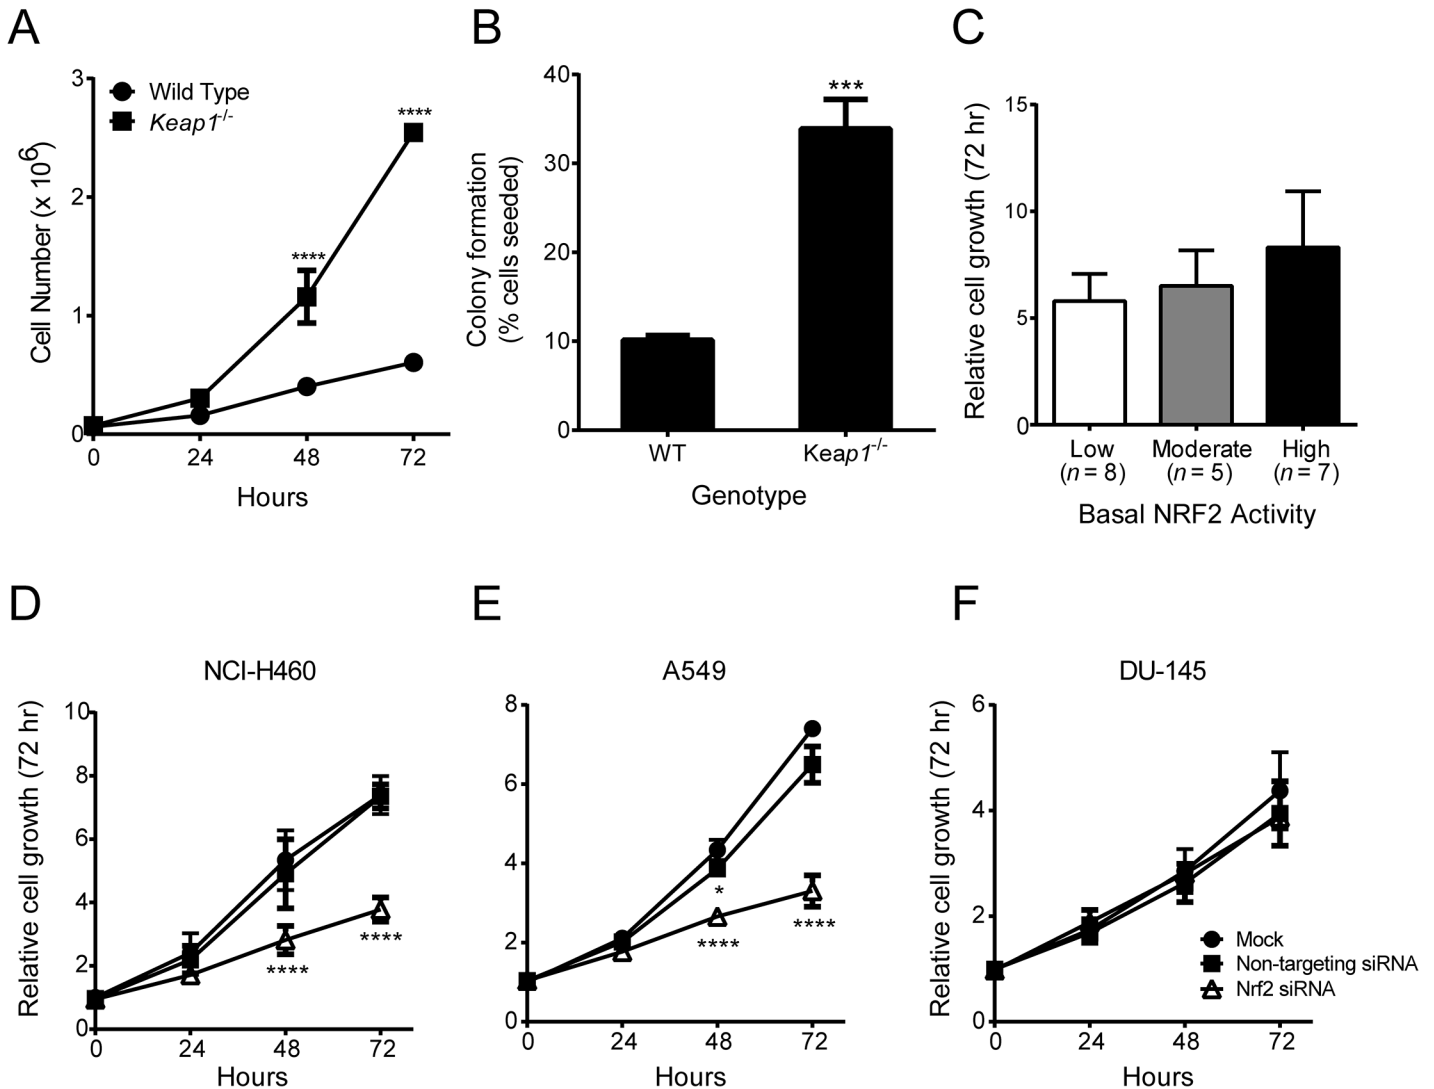 A
B
C
3
2
1
0
Cell Number (x 10⁶)
Wild Type
Keap1⁻/⁻
****
****
0 24 48 72
Hours
40
30
20
10
0
Colony formation
(% cells seeded)
***
WT Keap1⁻/⁻
Genotype
15
10
5
0
Relative cell growth (72 hr)
Low Moderate High
(n = 8) (n = 5) (n = 7)
Basal NRF2 Activity
D
E
F
NCI-H460
10
8
6
4
2
0
Relative cell growth (72 hr)
****
****
0 24 48 72
Hours
A549
8
6
4
2
0
*
****
****
0 24 48 72
Hours
DU-145
6
4
2
0
Relative cell growth (72 hr)
Mock
Non-targeting siRNA
Nrf2 siRNA
0 24 48 72
Hours